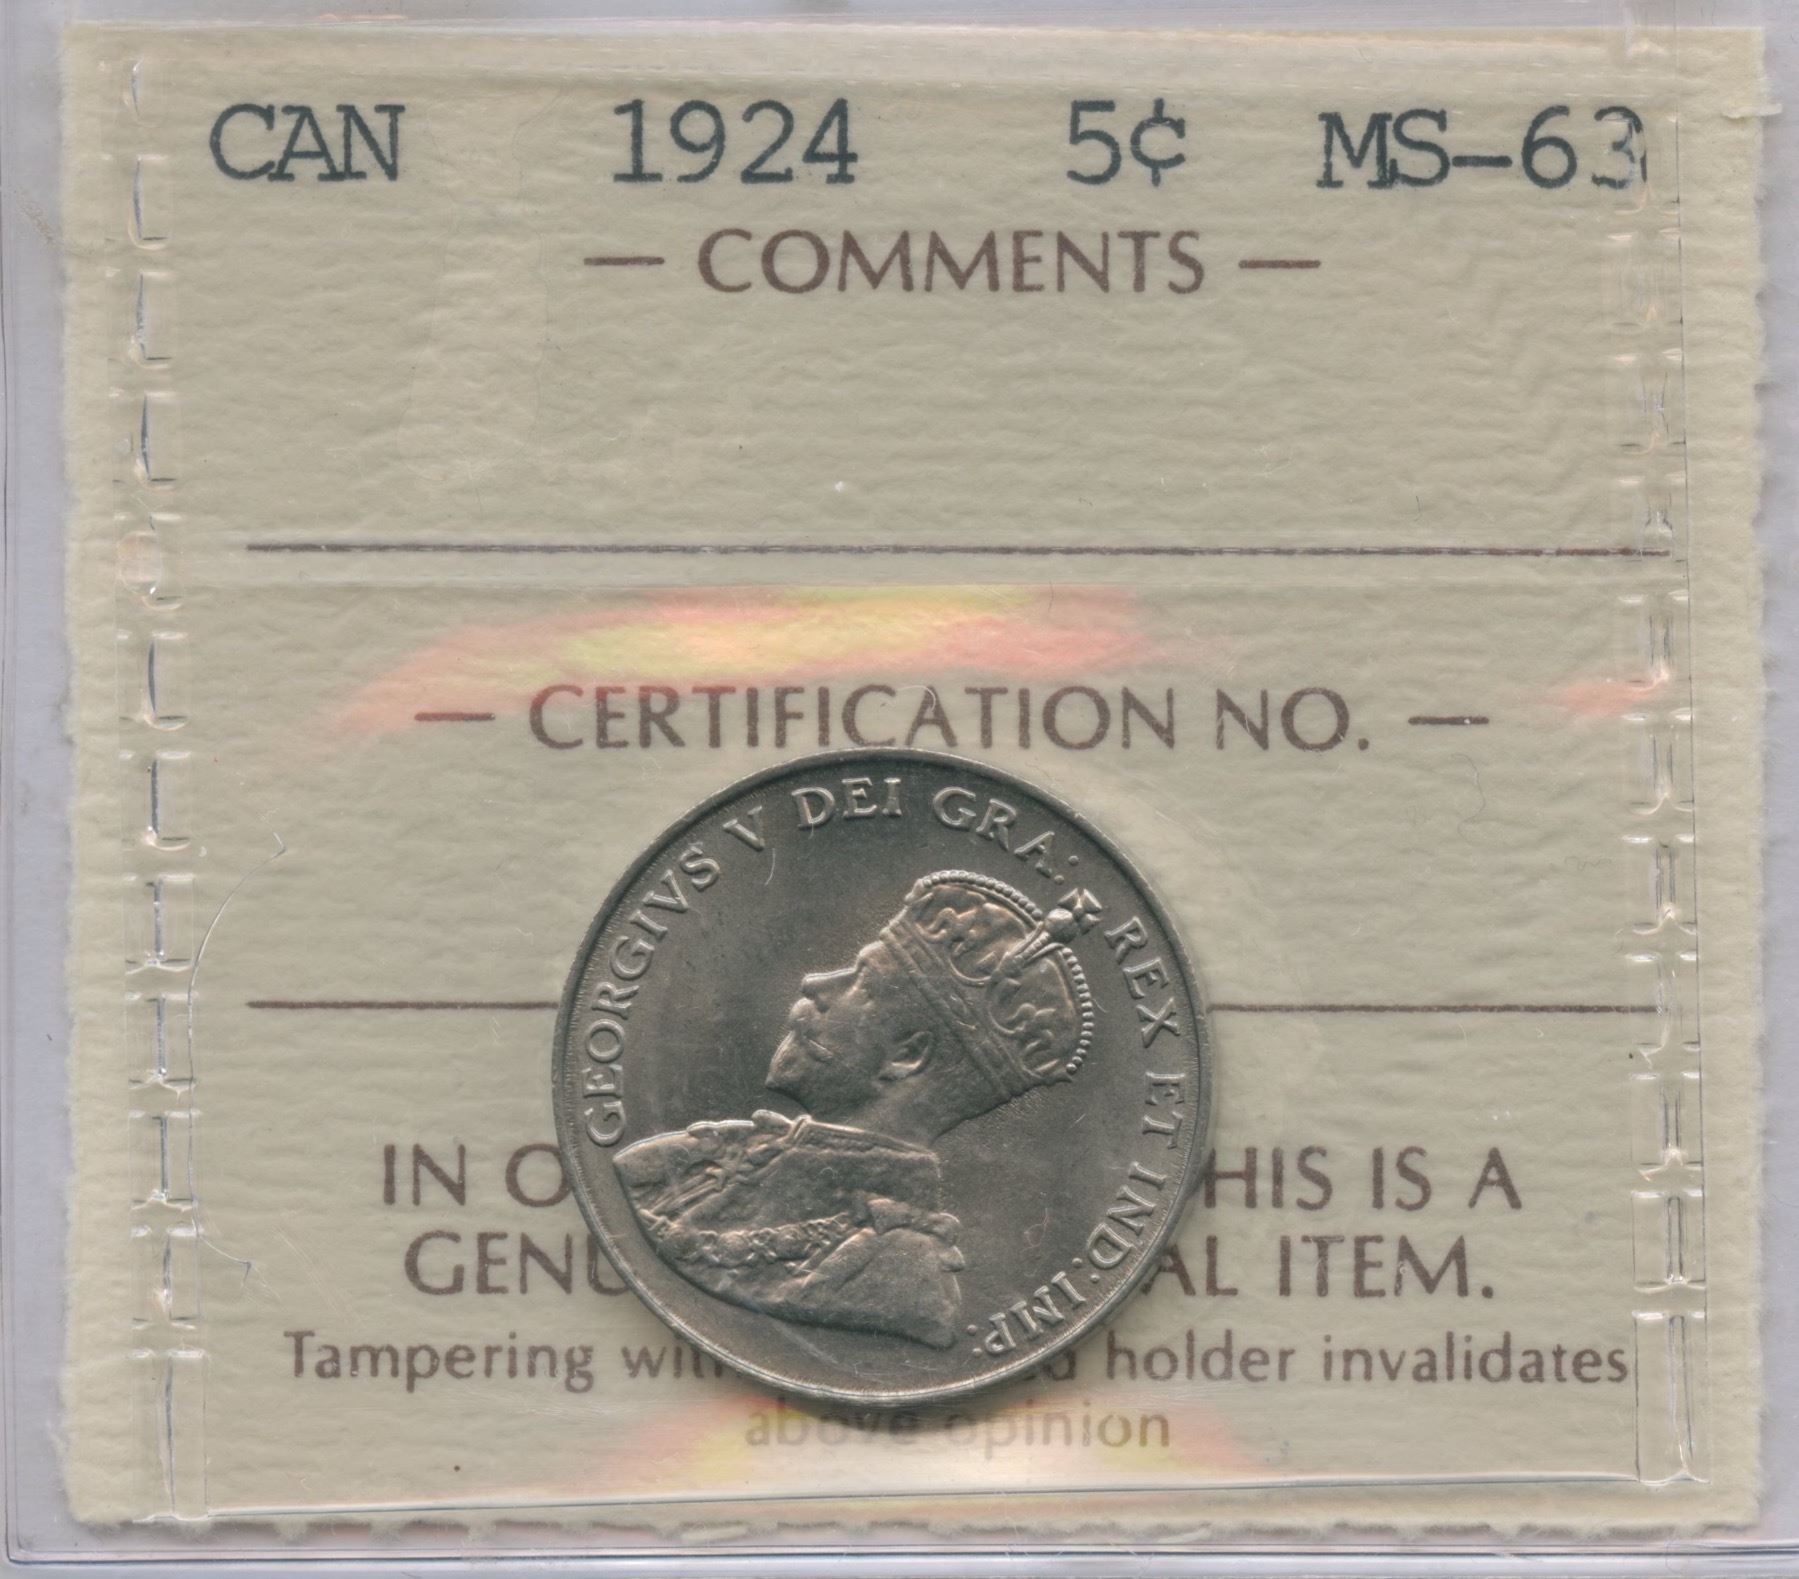 CAN 1924 5¢ MS-63
— COMMENTS —
— CERTIFICATION NO. —
GEORGIVS V DEI GRA: REX ET IND: IMP:
IN O HIS IS A
GENU AL ITEM.
Tampering with holder invalidates
above opinion